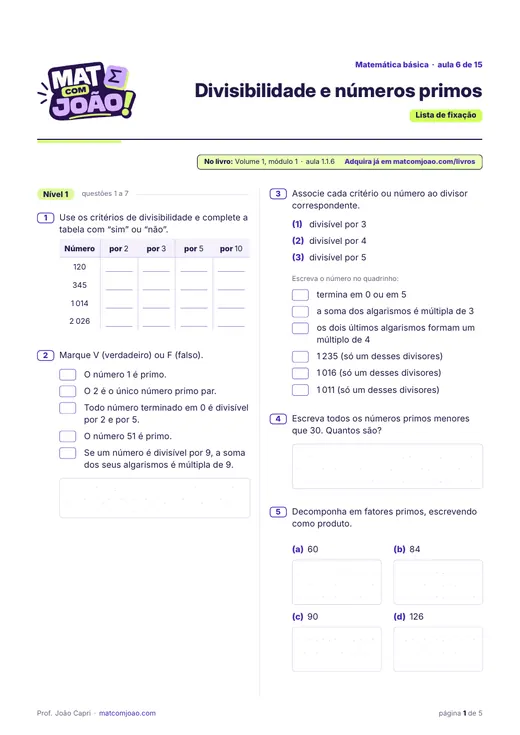 MAT
COM
JOÃO!
Matemática básica · aula 6 de 15
Divisibilidade e números primos
Lista de fixação
No livro: Volume 1, módulo 1 · aula 1.1.6 Adquira já em matcomjoao.com/livros
Nível 1 questões 1 a 7
1 Use os critérios de divisibilidade e complete a
tabela com “sim” ou “não”.
Número por 2 por 3 por 5 por 10
120
345
1 014
2 026
2 Marque V (verdadeiro) ou F (falso).
O número 1 é primo.
O 2 é o único número primo par.
Todo número terminado em 0 é divisível
por 2 e por 5.
O número 51 é primo.
Se um número é divisível por 9, a soma
dos seus algarismos é múltipla de 9.
3 Associe cada critério ou número ao divisor
correspondente.
(1) divisível por 3
(2) divisível por 4
(3) divisível por 5
Escreva o número no quadrinho:
termina em 0 ou em 5
a soma dos algarismos é múltipla de 3
os dois últimos algarismos formam um
múltiplo de 4
1 235 (só um desses divisores)
1 016 (só um desses divisores)
1 011 (só um desses divisores)
4 Escreva todos os números primos menores
que 30. Quantos são?
5 Decomponha em fatores primos, escrevendo
como produto.
(a) 60 (b) 84
(c) 90 (d) 126
Prof. João Capri · matcomjoao.com página 1 de 5